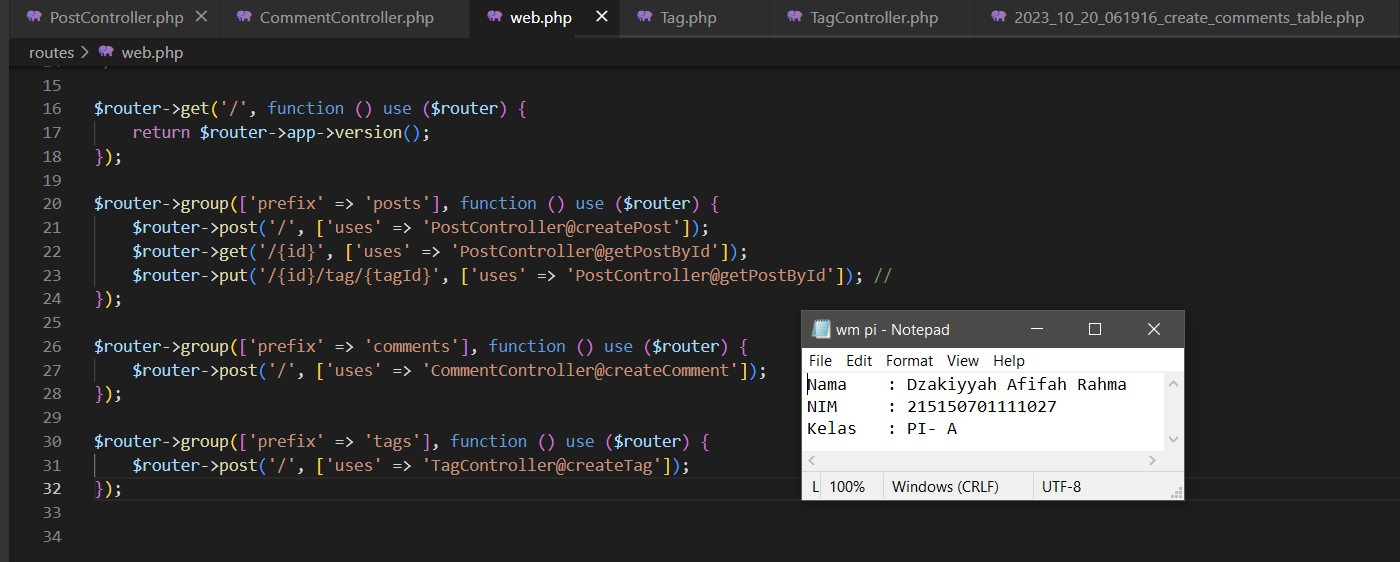 PostController.php
CommentController.php
web.php
Tag.php
TagController.php
2023_10_20_061916_create_comments_table.php
routes > web.php
15
16 $router->get('/', function () use ($router) {
17     return $router->app->version();
18 });
19
20 $router->group(['prefix' => 'posts'], function () use ($router) {
21     $router->post('/', ['uses' => 'PostController@createPost']);
22     $router->get('/{id}', ['uses' => 'PostController@getPostById']);
23     $router->put('/{id}/tag/{tagId}', ['uses' => 'PostController@getPostById']); //
24 });
25
26 $router->group(['prefix' => 'comments'], function () use ($router) {
27     $router->post('/', ['uses' => 'CommentController@createComment']);
28 });
29
30 $router->group(['prefix' => 'tags'], function () use ($router) {
31     $router->post('/', ['uses' => 'TagController@createTag']);
32 });
33
34
wm pi - Notepad
File Edit Format View Help
Nama : Dzakiyyah Afifah Rahma
NIM : 215150701111027
Kelas : PI- A
L 100% Windows (CRLF) UTF-8